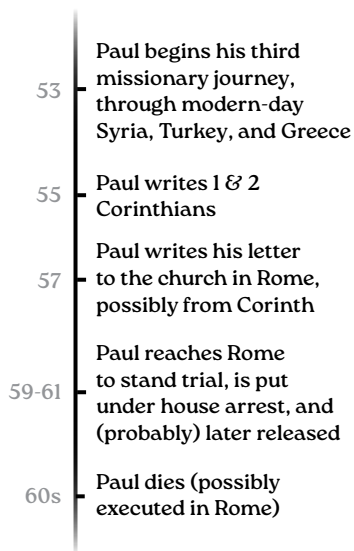 53
Paul begins his third
missionary journey,
through modern-day
Syria, Turkey, and Greece
55
Paul writes 1 & 2
Corinthians
57
Paul writes his letter
to the church in Rome,
possibly from Corinth
59-61
Paul reaches Rome
to stand trial, is put
under house arrest, and
(probably) later released
60s
Paul dies (possibly
executed in Rome)